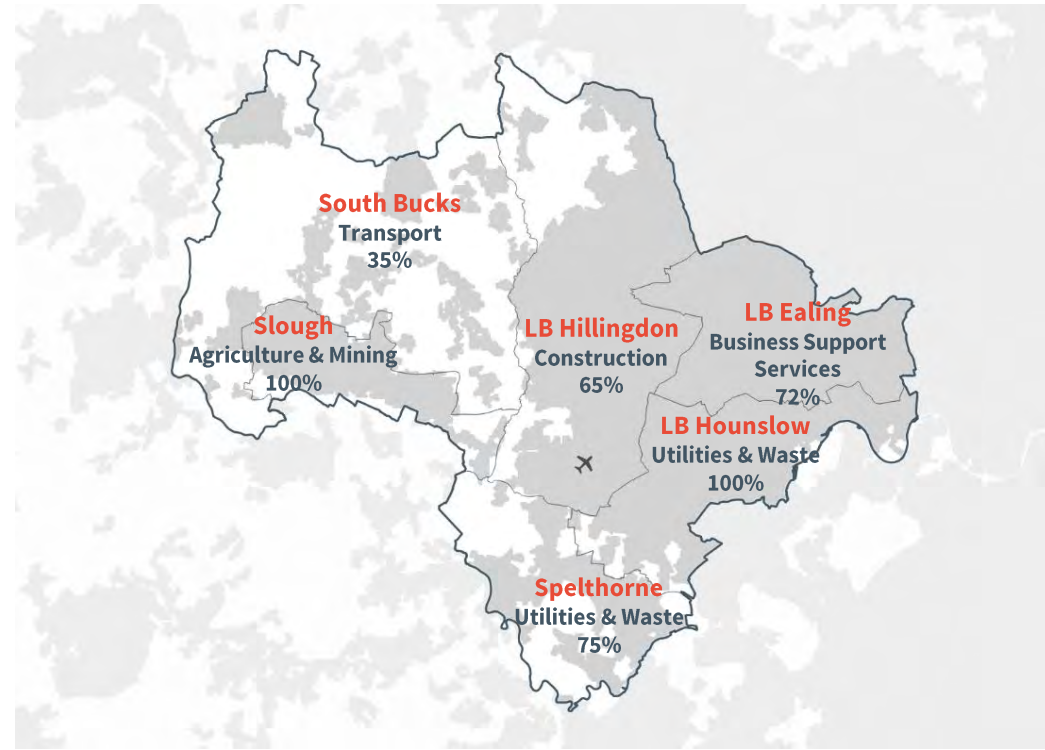 South Bucks
Transport
35%
Slough
Agriculture & Mining
100%
LB Hillingdon
Construction
65%
LB Ealing
Business Support
Services
72%
LB Hounslow
Utilities & Waste
100%
Spelthorne
Utilities & Waste
75%